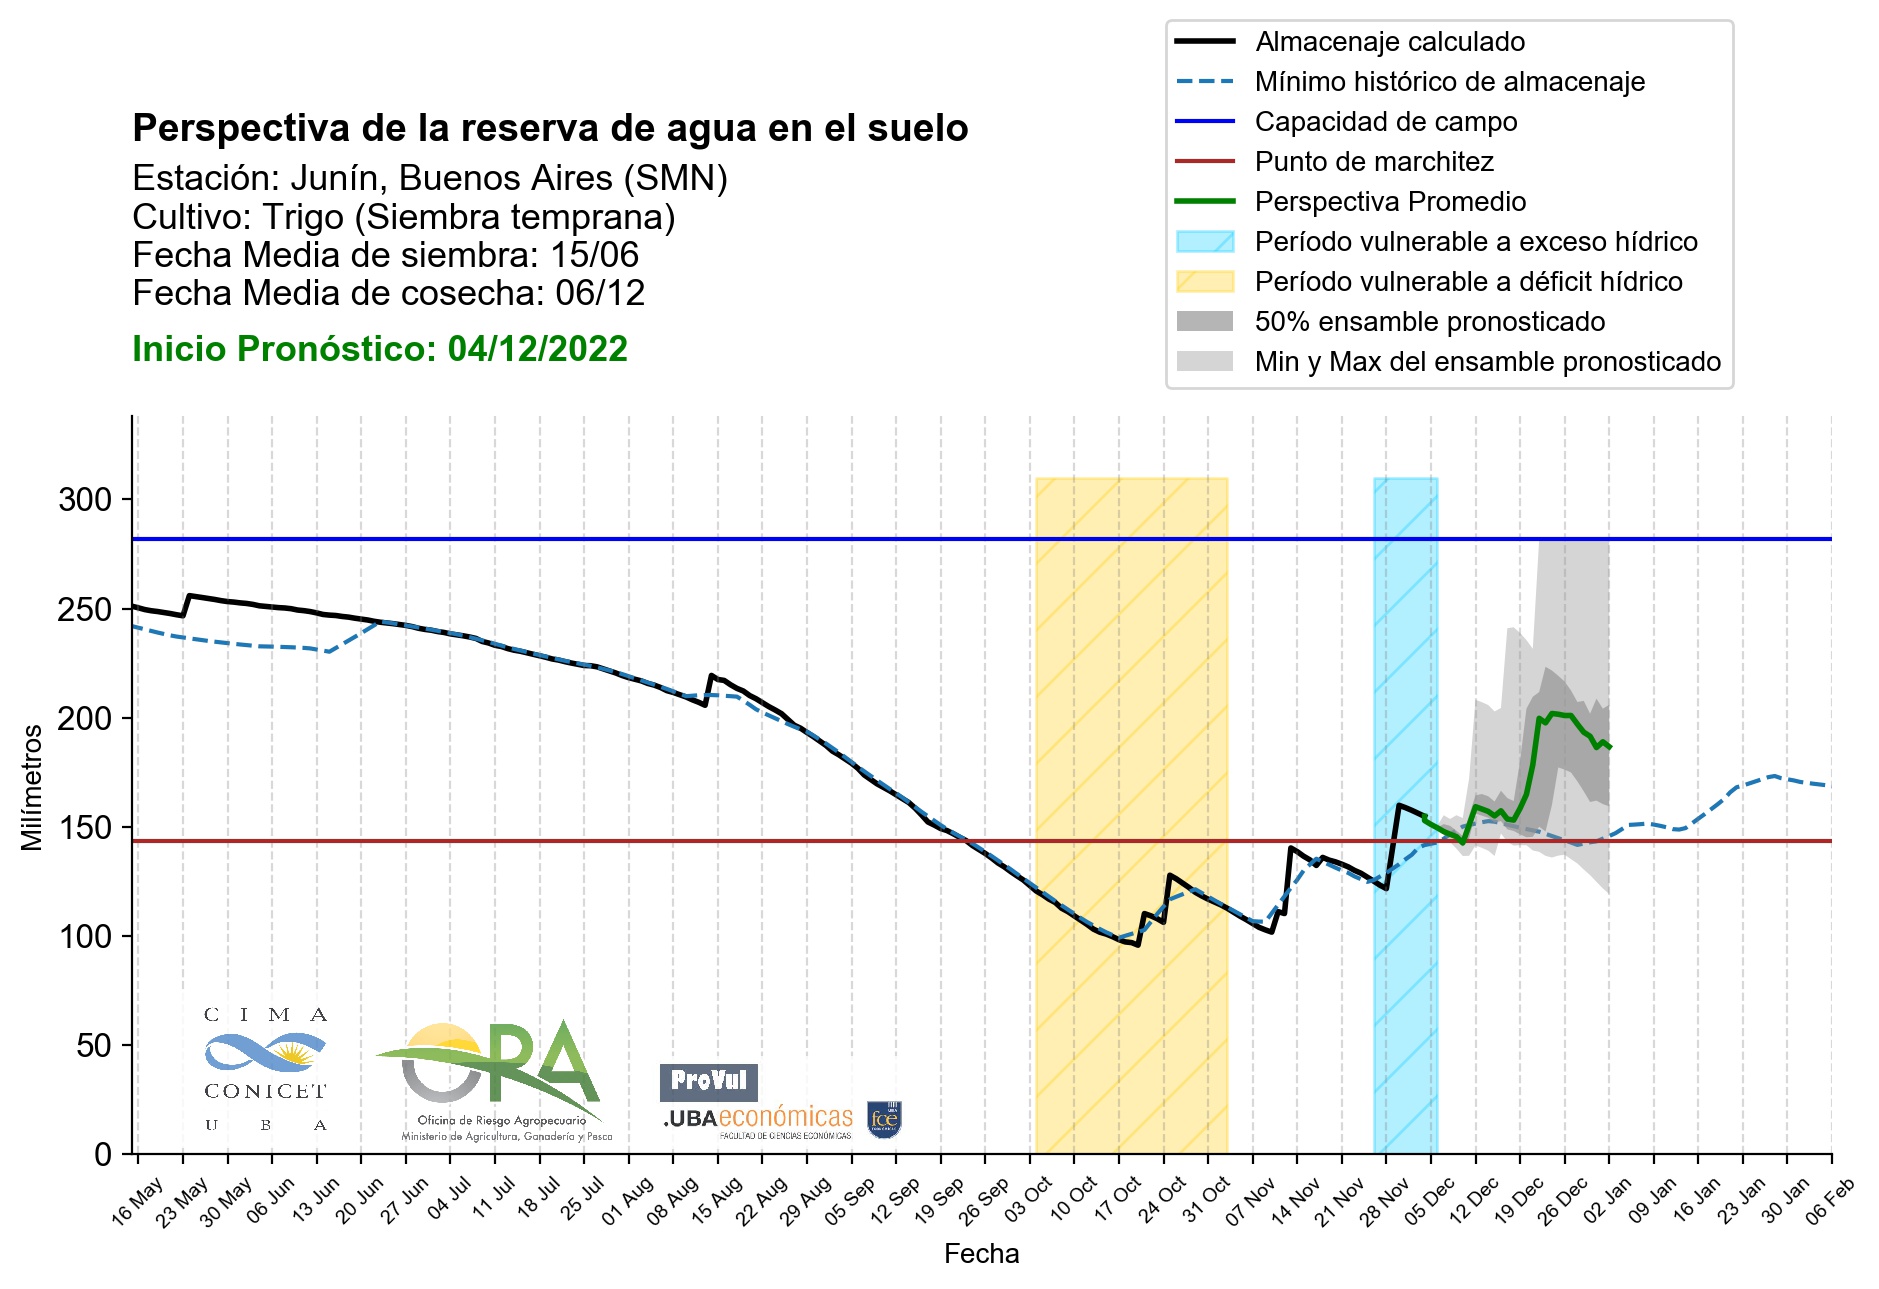 Almacenaje calculado
Mínimo histórico de almacenaje
Capacidad de campo
Punto de marchitez
Perspectiva Promedio
Período vulnerable a exceso hídrico
Período vulnerable a déficit hídrico
50% ensamble pronosticado
Min y Max del ensamble pronosticado
Perspectiva de la reserva de agua en el suelo
Estación: Junín, Buenos Aires (SMN)
Cultivo: Trigo (Siembra temprana)
Fecha Media de siembra: 15/06
Fecha Media de cosecha: 06/12
Inicio Pronóstico: 04/12/2022
Milímetros
300
250
200
150
100
50
0
C I M A
CONICET
U B A
ORA
Oficina de Riesgo Agropecuario
Ministerio de Agricultura, Ganadería y Pesca
ProVul
.UBAeconómicas
FACULTAD DE CIENCIAS ECONÓMICAS
fce
16 May
23 May
30 May
06 Jun
13 Jun
20 Jun
27 Jun
04 Jul
11 Jul
18 Jul
25 Jul
01 Aug
08 Aug
15 Aug
22 Aug
29 Aug
05 Sep
12 Sep
19 Sep
26 Sep
03 Oct
10 Oct
17 Oct
24 Oct
31 Oct
07 Nov
14 Nov
21 Nov
28 Nov
05 Dec
12 Dec
19 Dec
26 Dec
02 Jan
09 Jan
16 Jan
23 Jan
30 Jan
06 Feb
Fecha